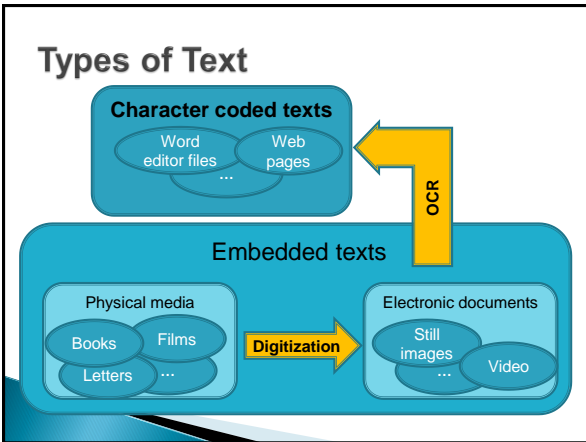 Types of Text
Character coded texts
Word
editor files
Web
pages
...
OCR
Embedded texts
Physical media
Books
Films
Letters
...
Digitization
Electronic documents
Still
images
...
Video